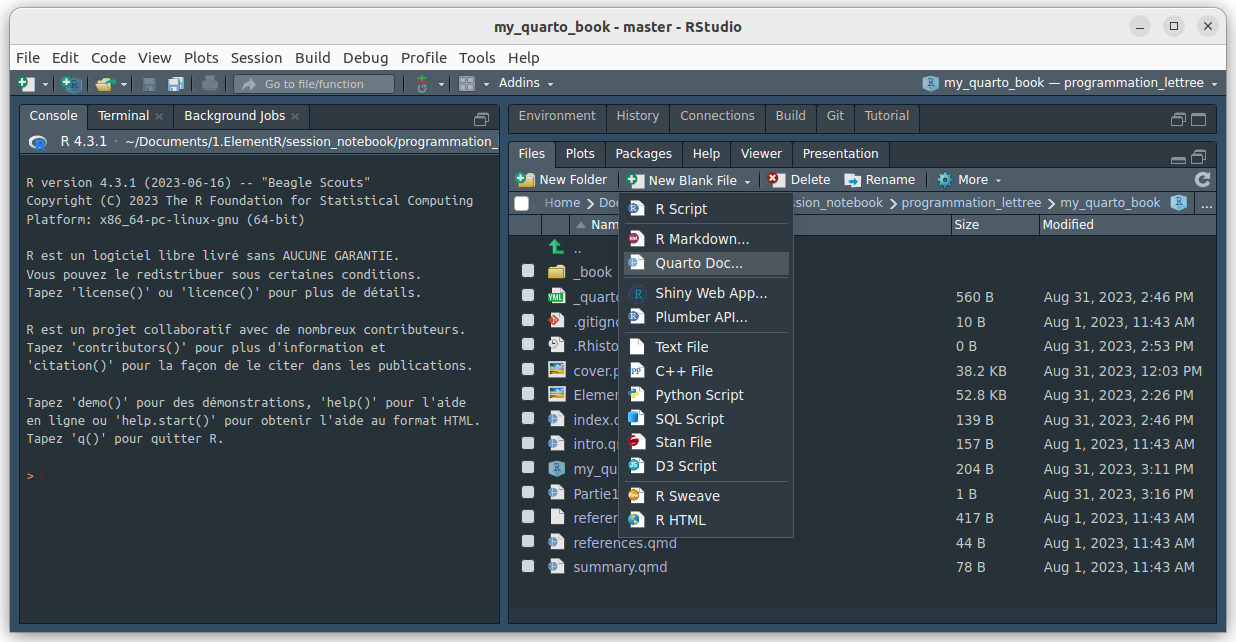 my_quarto_book - master - RStudio
File Edit Code View Plots Session Build Debug Profile Tools Help
Go to file/function Addins my_quarto_book — programmation_lettree
Console Terminal Background Jobs
R 4.3.1 · ~/Documents/1.ElementR/session_notebook/programmation_
R version 4.3.1 (2023-06-16) -- "Beagle Scouts"
Copyright (C) 2023 The R Foundation for Statistical Computing
Platform: x86_64-pc-linux-gnu (64-bit)
R est un logiciel libre livré sans AUCUNE GARANTIE.
Vous pouvez le redistribuer sous certaines conditions.
Tapez 'license()' ou 'licence()' pour plus de détails.
R est un projet collaboratif avec de nombreux contributeurs.
Tapez 'contributors()' pour plus d'information et
'citation()' pour la façon de le citer dans les publications.
Tapez 'demo()' pour des démonstrations, 'help()' pour l'aide
en ligne ou 'help.start()' pour obtenir l'aide au format HTML.
Tapez 'q()' pour quitter R.
>
Environment History Connections Build Git Tutorial
Files Plots Packages Help Viewer Presentation
New Folder New Blank File Delete Rename More
Home Doc ssion_notebook programmation_lettree my_quarto_book ...
Nam Size Modified
..
_book
_quarto 560 B Aug 31, 2023, 2:46 PM
.gitign 10 B Aug 1, 2023, 11:43 AM
.Rhisto 0 B Aug 31, 2023, 2:53 PM
cover.p 38.2 KB Aug 31, 2023, 12:03 PM
Elemen 52.8 KB Aug 31, 2023, 2:26 PM
index.q 139 B Aug 31, 2023, 2:46 PM
intro.q 157 B Aug 1, 2023, 11:43 AM
my_qu 204 B Aug 31, 2023, 3:11 PM
Partie1 1 B Aug 31, 2023, 3:16 PM
referen 417 B Aug 1, 2023, 11:43 AM
references.qmd 44 B Aug 1, 2023, 11:43 AM
summary.qmd 78 B Aug 1, 2023, 11:43 AM
R Script
R Markdown...
Quarto Doc...
Shiny Web App...
Plumber API...
Text File
C++ File
Python Script
SQL Script
Stan File
D3 Script
R Sweave
R HTML